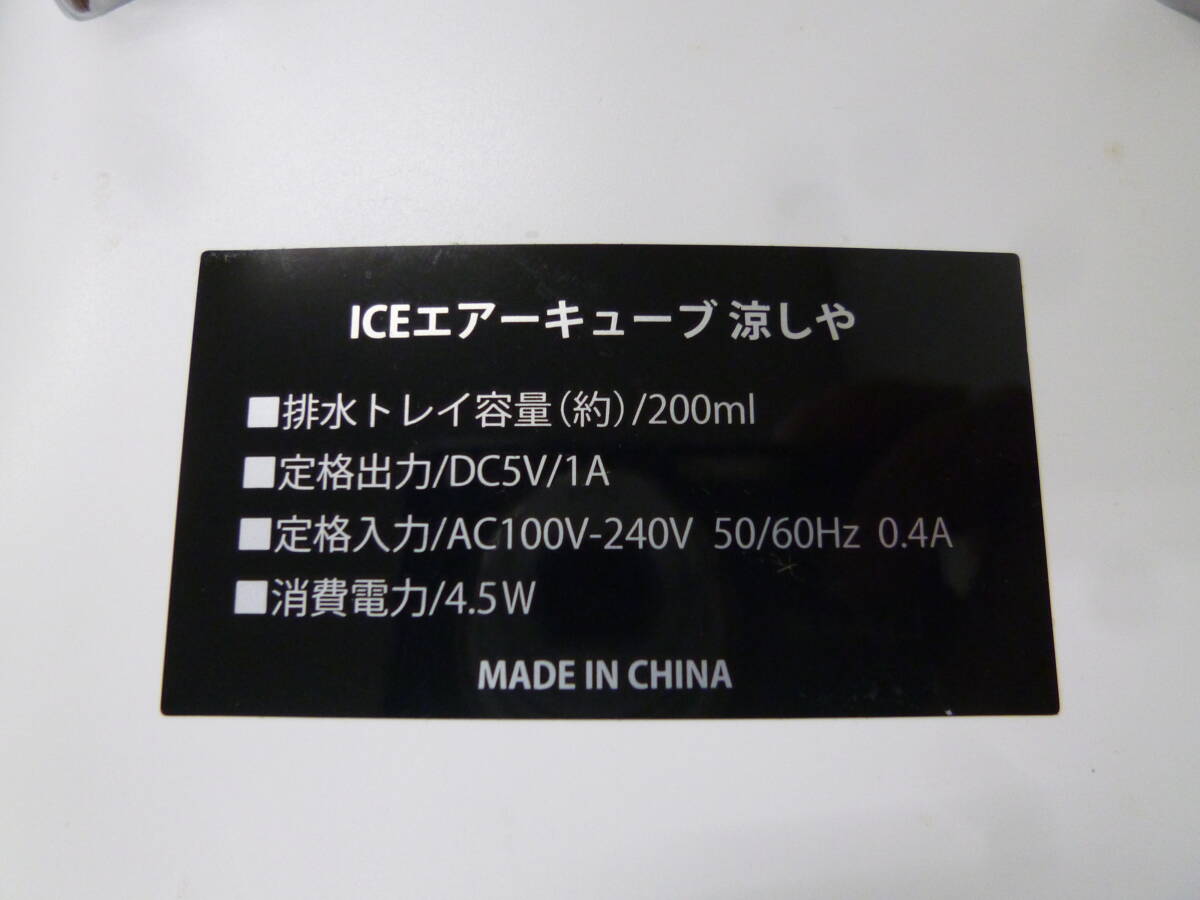 ICEエアーキューブ 涼しや
■排水トレイ容量(約)/200ml
■定格出力/DC5V/1A
■定格入力/AC100V-240V 50/60Hz 0.4A
■消費電力/4.5W
MADE IN CHINA